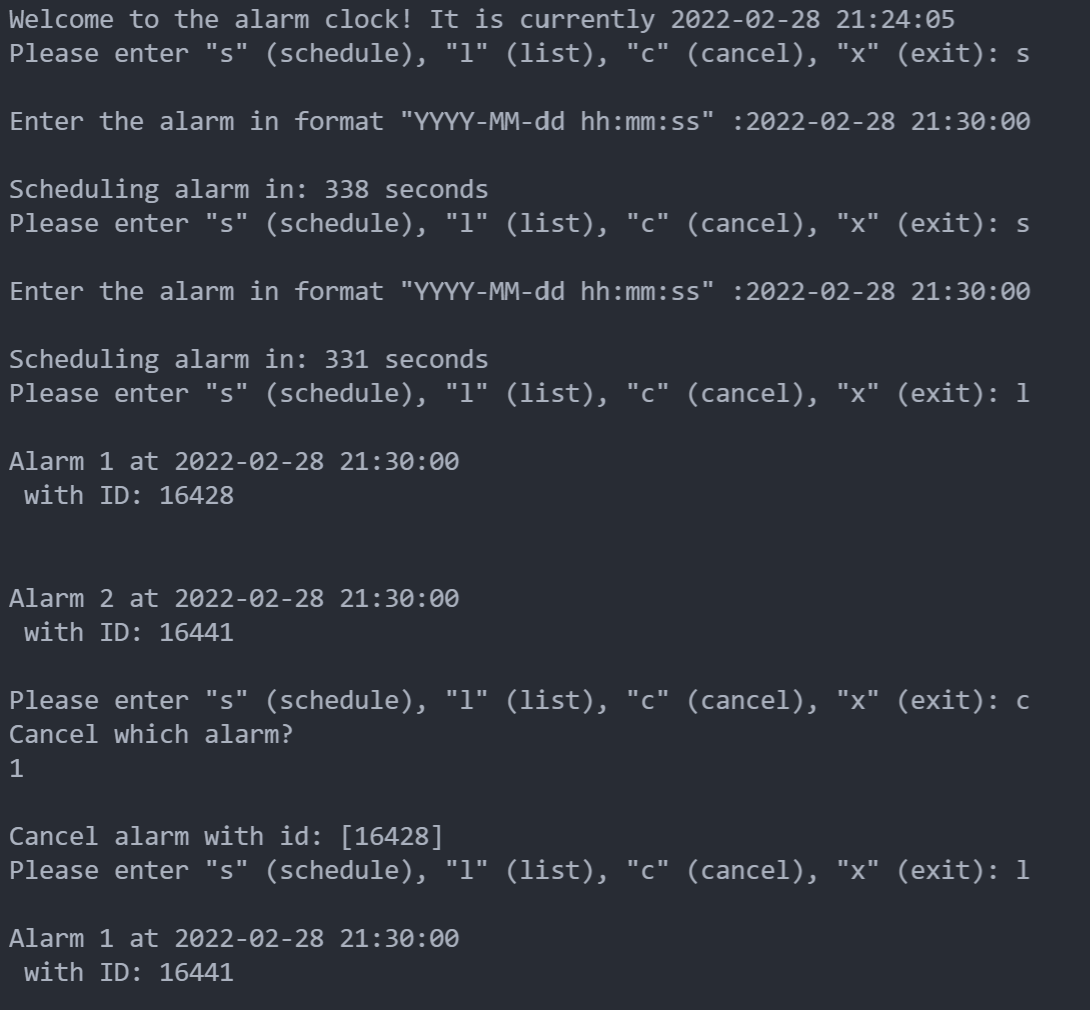 Welcome to the alarm clock! It is currently 2022-02-28 21:24:05
Please enter "s" (schedule), "l" (list), "c" (cancel), "x" (exit): s
Enter the alarm in format "YYYY-MM-dd hh:mm:ss" :2022-02-28 21:30:00
Scheduling alarm in: 338 seconds
Please enter "s" (schedule), "l" (list), "c" (cancel), "x" (exit): s
Enter the alarm in format "YYYY-MM-dd hh:mm:ss" :2022-02-28 21:30:00
Scheduling alarm in: 331 seconds
Please enter "s" (schedule), "l" (list), "c" (cancel), "x" (exit): l
Alarm 1 at 2022-02-28 21:30:00
 with ID: 16428
Alarm 2 at 2022-02-28 21:30:00
 with ID: 16441
Please enter "s" (schedule), "l" (list), "c" (cancel), "x" (exit): c
Cancel which alarm?
1
Cancel alarm with id: [16428]
Please enter "s" (schedule), "l" (list), "c" (cancel), "x" (exit): l
Alarm 1 at 2022-02-28 21:30:00
 with ID: 16441